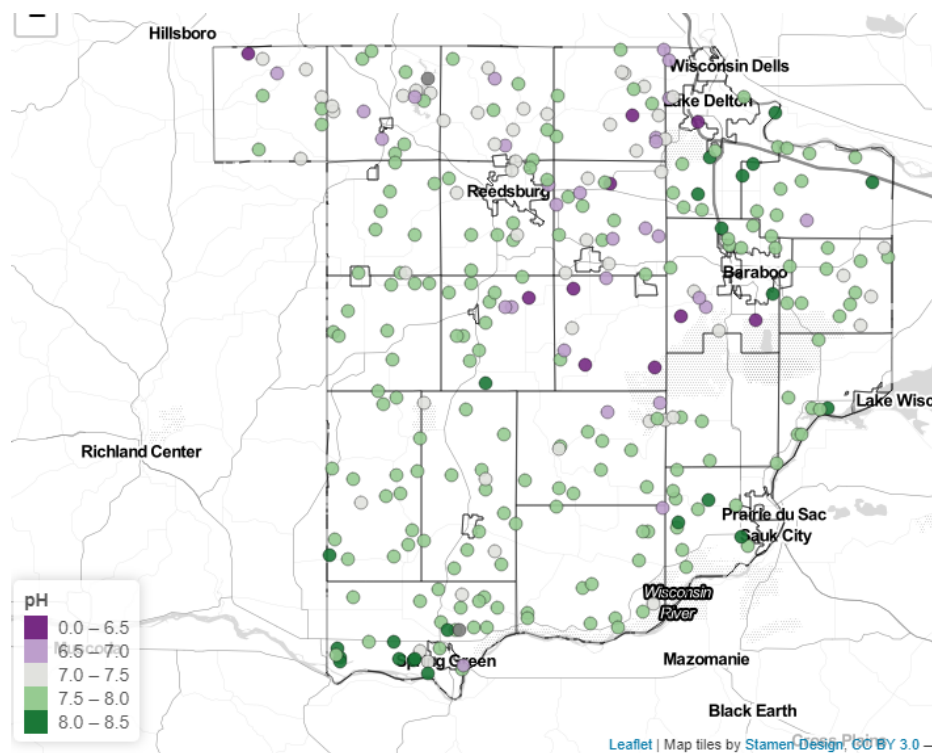 Hillsboro
Wisconsin Dells
Lake Delton
Reedsburg
Baraboo
Lake Wisc
Richland Center
Prairie du Sac
Sauk City
Wisconsin
River
pH
0.0 – 6.5
6.5 – 7.0
7.0 – 7.5
7.5 – 8.0
8.0 – 8.5
Spring Green
Mazomanie
Black Earth
Gross Plains
Leaflet | Map tiles by Stamen Design, CC BY 3.0 —